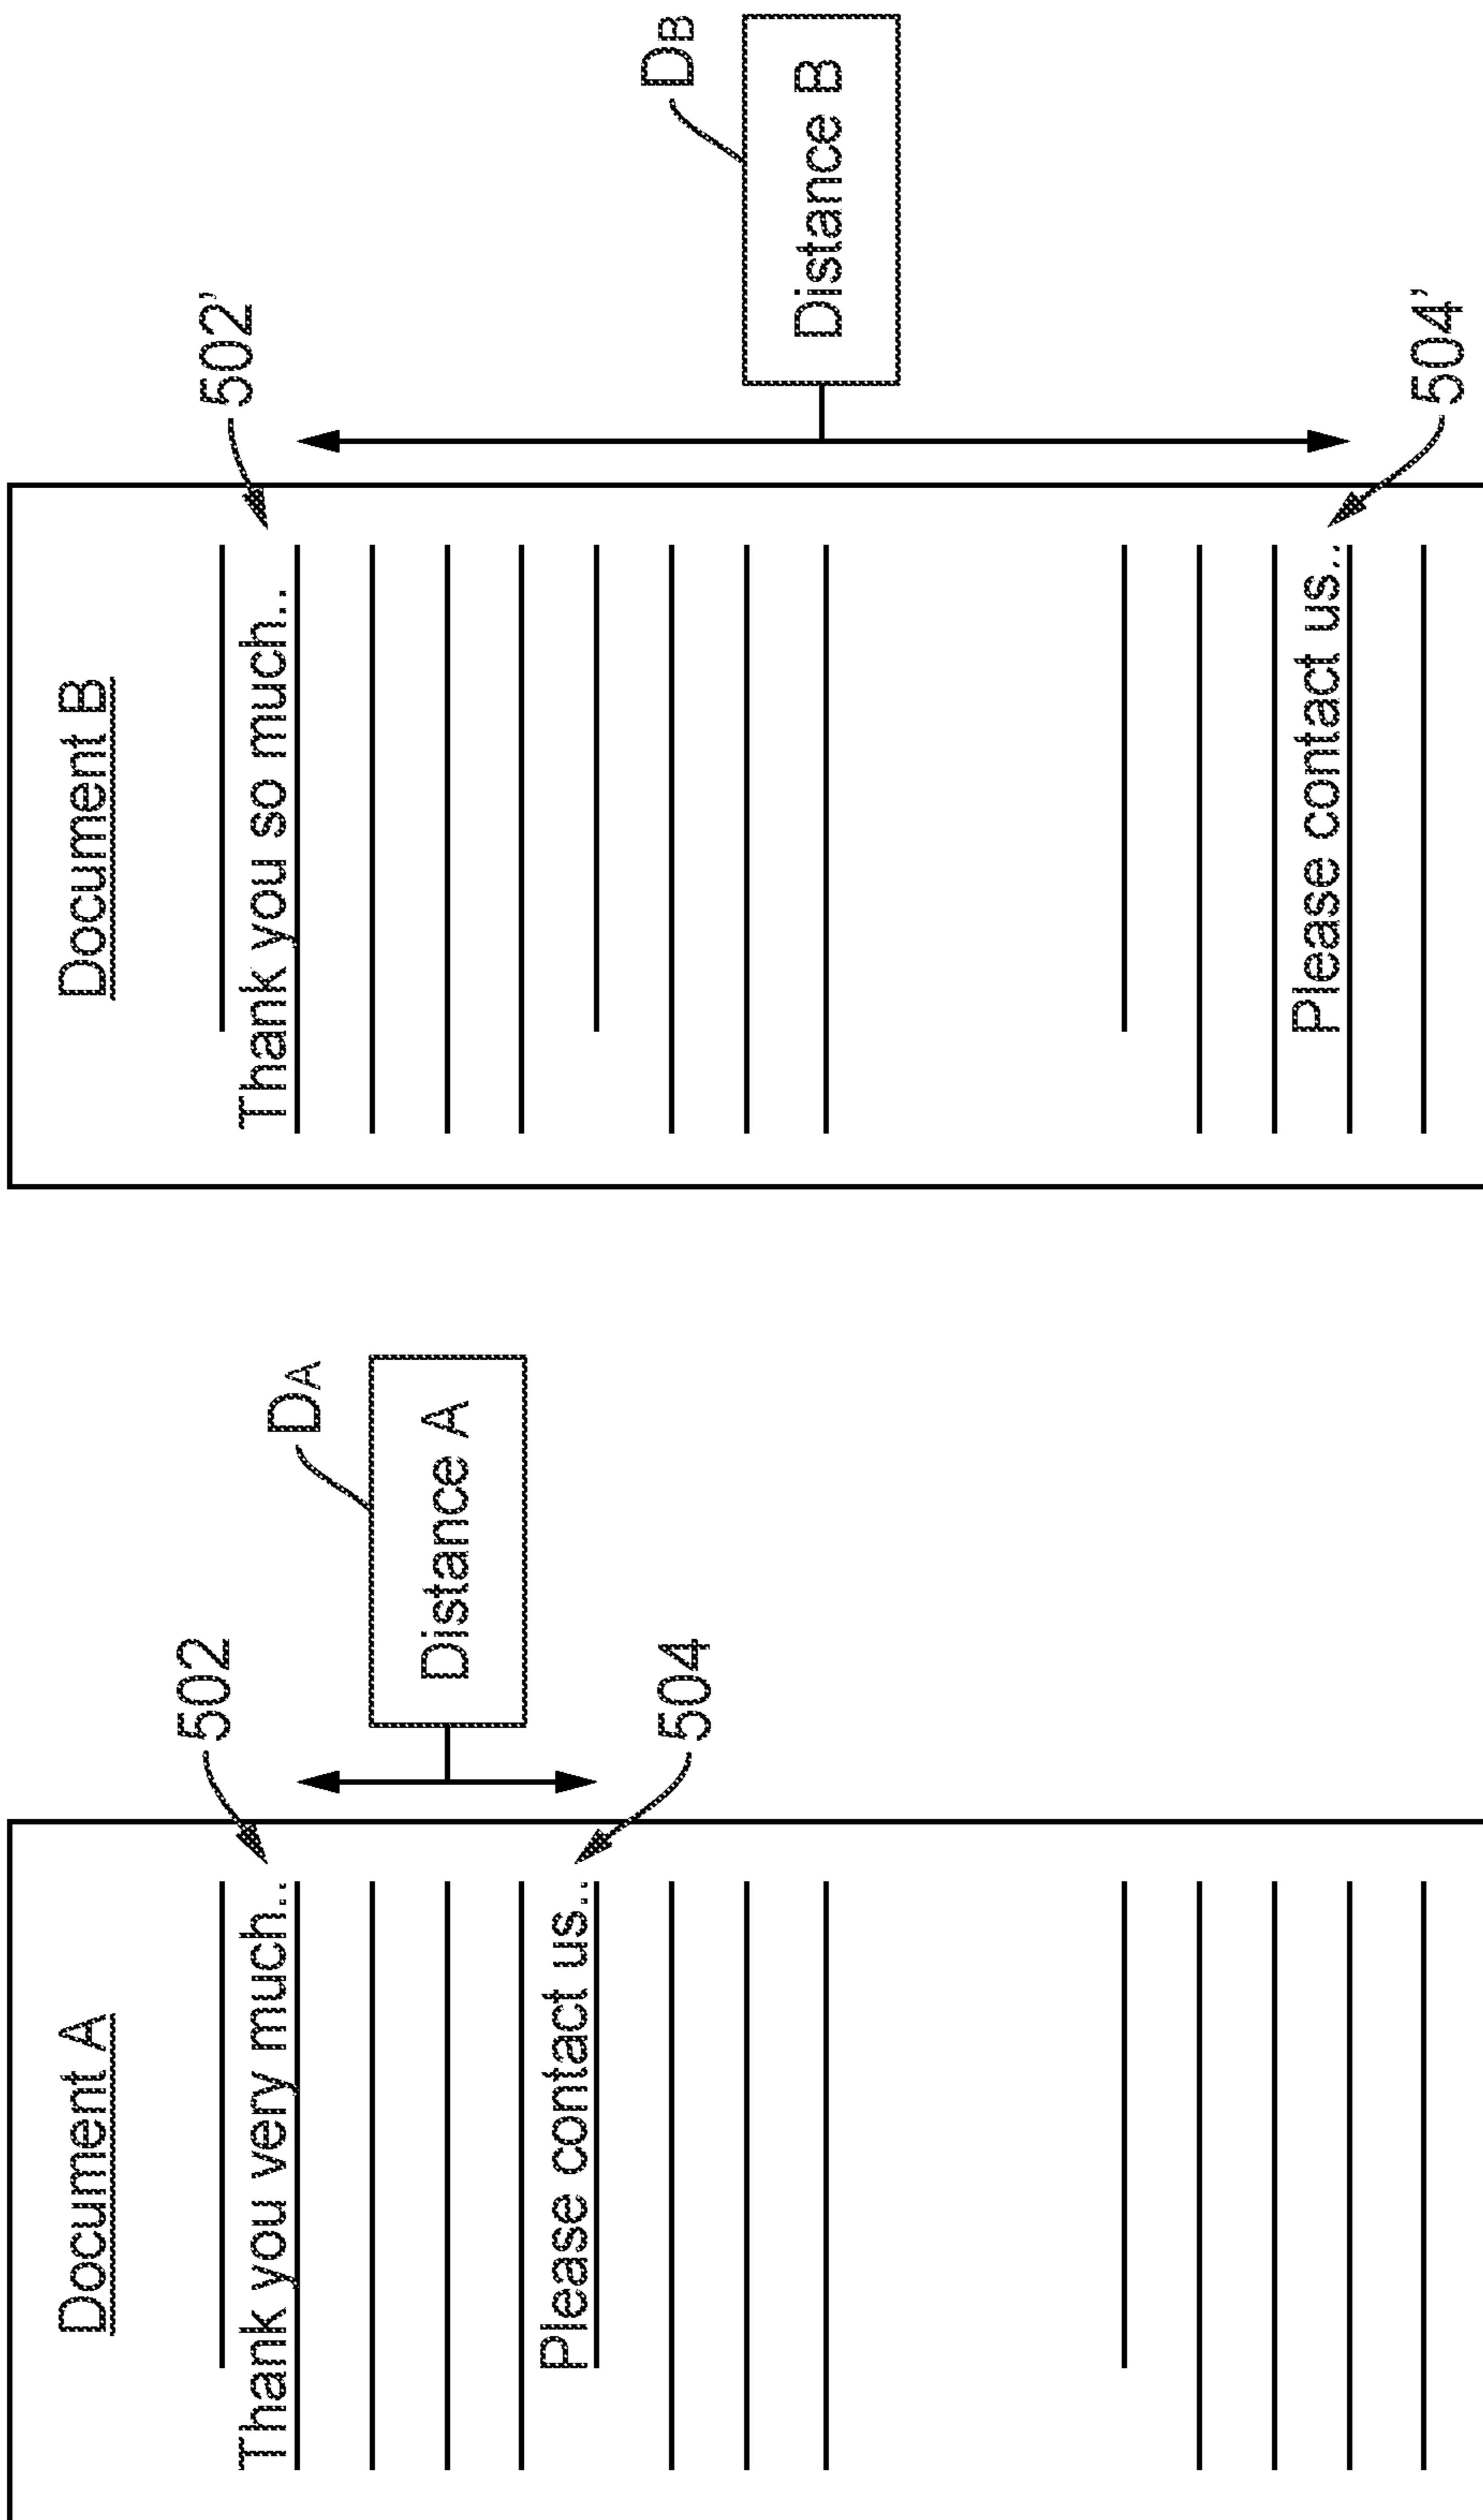 Document A
Thank you very much..
Please contact us..
502
DA
Distance A
504
Document B
Thank you so much..
Please contact us..
502’
DB
Distance B
504’